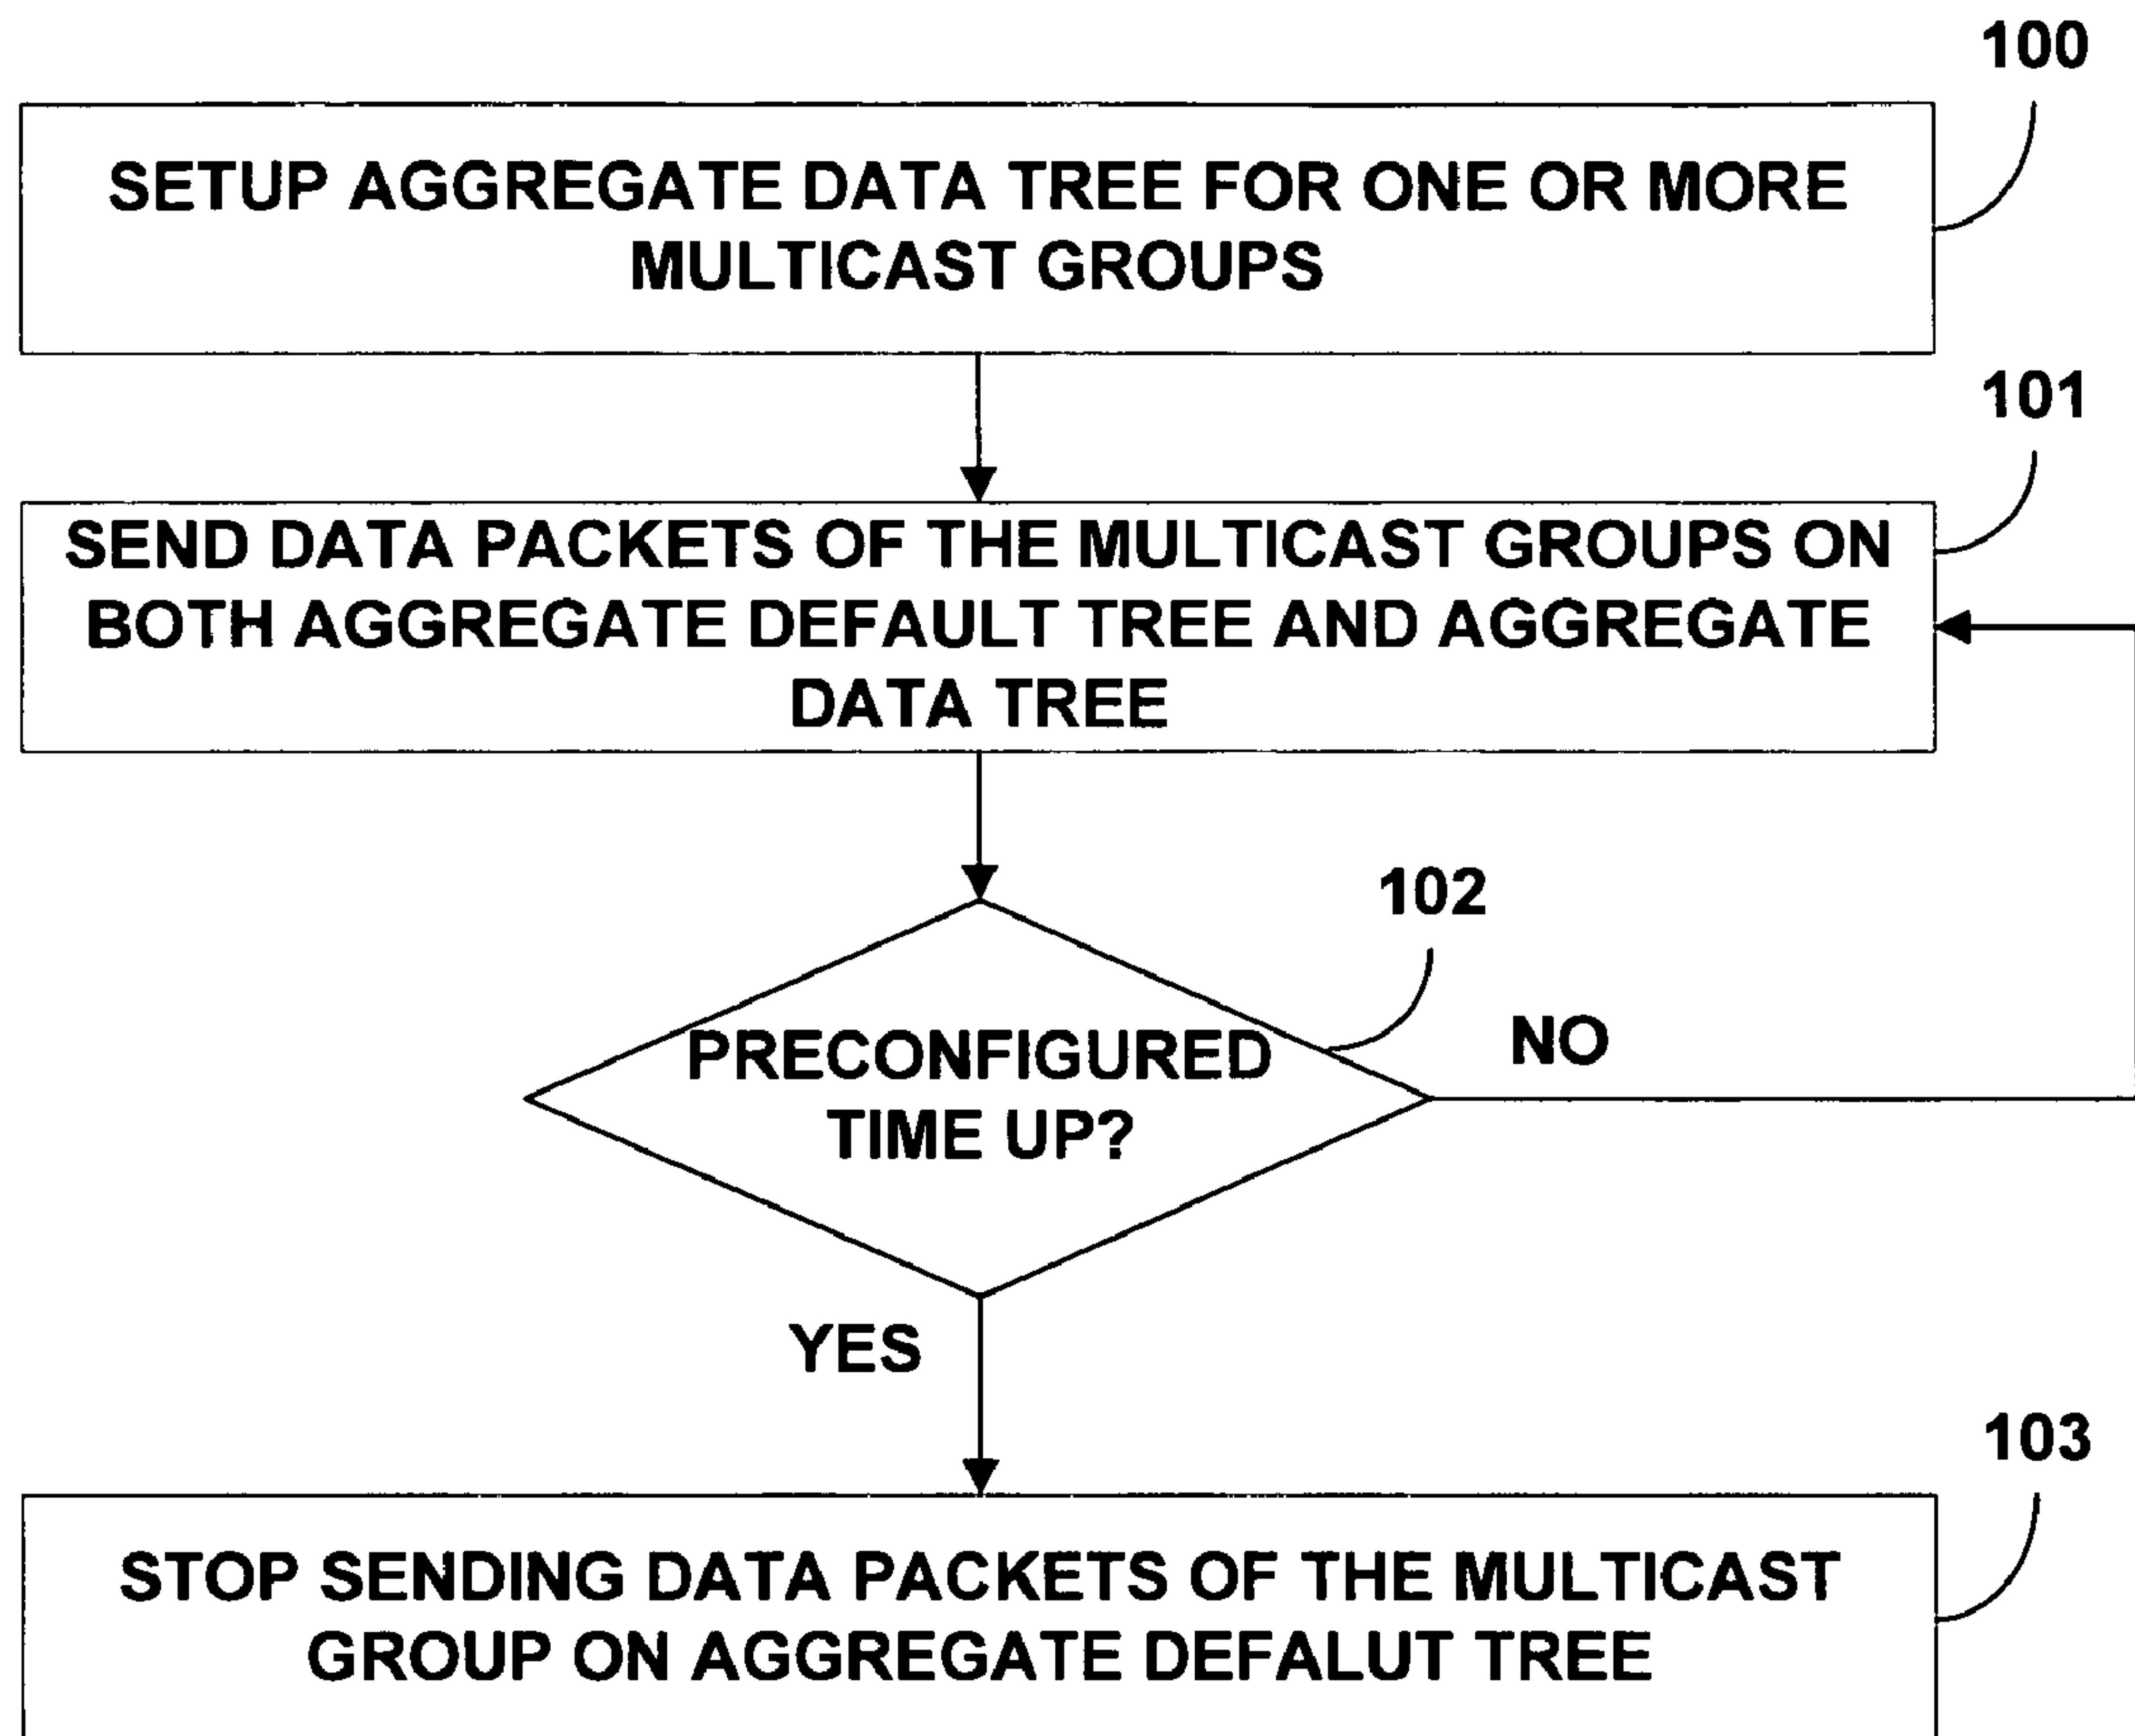 100
SETUP AGGREGATE DATA TREE FOR ONE OR MORE
MULTICAST GROUPS
101
SEND DATA PACKETS OF THE MULTICAST GROUPS ON
BOTH AGGREGATE DEFAULT TREE AND AGGREGATE
DATA TREE
102
PRECONFIGURED
TIME UP?
NO
YES
103
STOP SENDING DATA PACKETS OF THE MULTICAST
GROUP ON AGGREGATE DEFALUT TREE